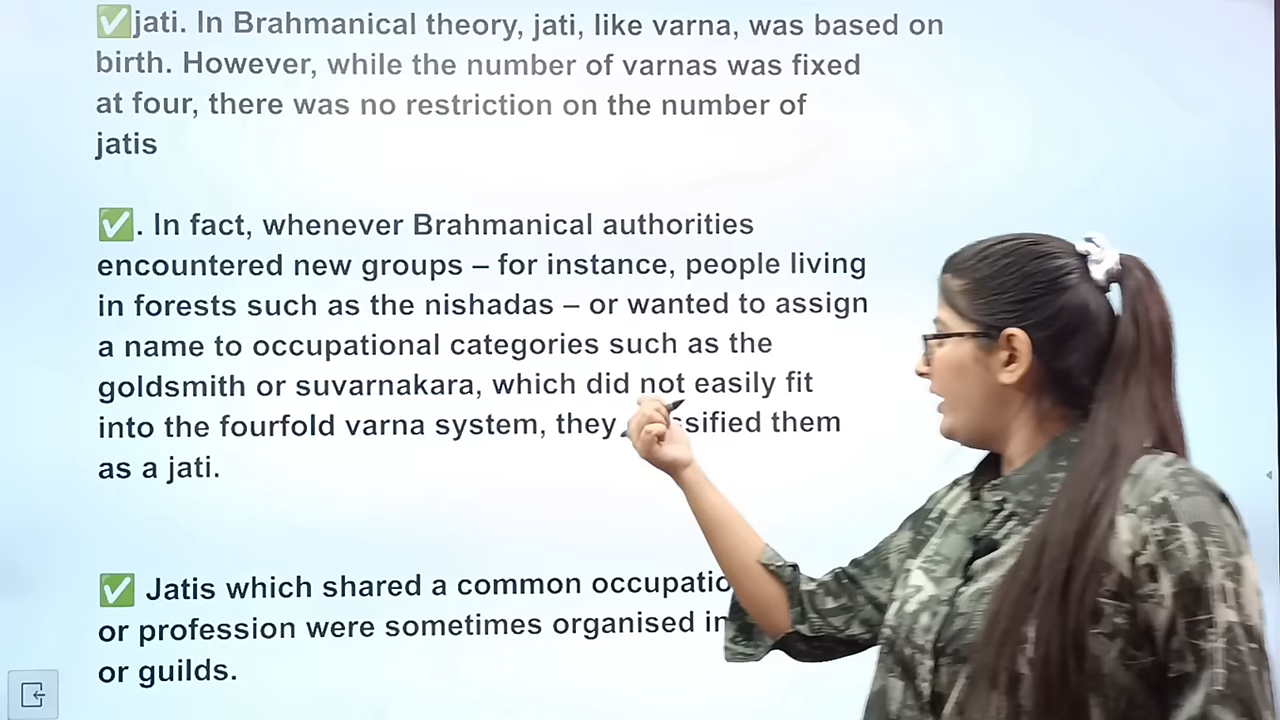 ✅jati. In Brahmanical theory, jati, like varna, was based on
birth. However, while the number of varnas was fixed
at four, there was no restriction on the number of
jatis
✅. In fact, whenever Brahmanical authorities
encountered new groups – for instance, people living
in forests such as the nishadas – or wanted to assign
a name to occupational categories such as the
goldsmith or suvarnakara, which did not easily fit
into the fourfold varna system, they them
as a jati.
✅ Jatis which shared a common
or profession were sometimes organised
or guilds.